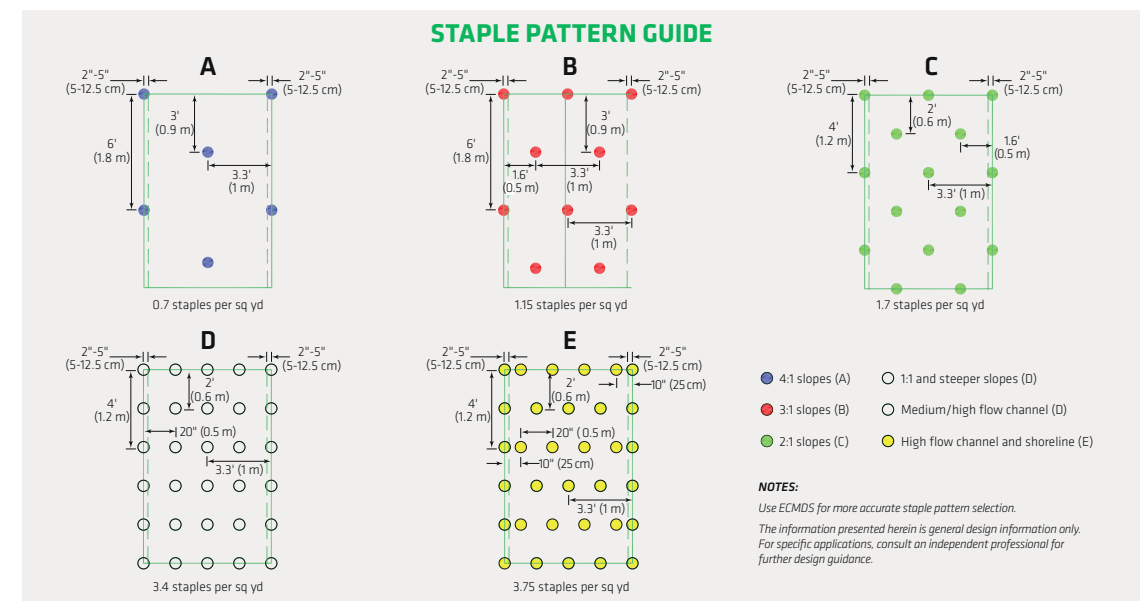 STAPLE PATTERN GUIDE
A
2"-5"
(5-12.5 cm)
2"-5"
(5-12.5 cm)
6'
(1.8 m)
3'
(0.9 m)
3.3'
(1 m)
0.7 staples per sq yd
B
2"-5"
(5-12.5 cm)
2"-5"
(5-12.5 cm)
6'
(1.8 m)
3'
(0.9 m)
1.6'
(0.5 m)
3.3'
(1 m)
3.3'
(1 m)
1.15 staples per sq yd
C
2"-5"
(5-12.5 cm)
2"-5"
(5-12.5 cm)
4'
(1.2 m)
2'
(0.6 m)
1.6'
(0.5 m)
3.3' (1 m)
1.7 staples per sq yd
D
2"-5"
(5-12.5 cm)
2"-5"
(5-12.5 cm)
4'
(1.2 m)
2'
(0.6 m)
20" (0.5 m)
3.3' (1 m)
3.4 staples per sq yd
E
2"-5"
(5-12.5 cm)
2"-5"
(5-12.5 cm)
10" (25 cm)
4'
(1.2 m)
2'
(0.6 m)
20" (0.5 m)
10" (25 cm)
3.3' (1 m)
3.75 staples per sq yd
4:1 slopes (A)
3:1 slopes (B)
2:1 slopes (C)
1:1 and steeper slopes (D)
Medium/high flow channel (D)
High flow channel and shoreline (E)
NOTES:
Use ECMDS for more accurate staple pattern selection.
The information presented herein is general design information only.
For specific applications, consult an independent professional for
further design guidance.